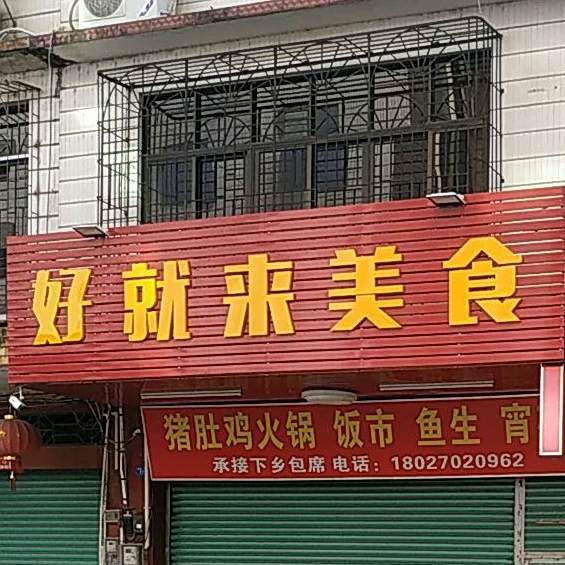 好就来美食
猪肚鸡火锅 饭市 鱼生 宵
承接下乡包席 电话：18027020962